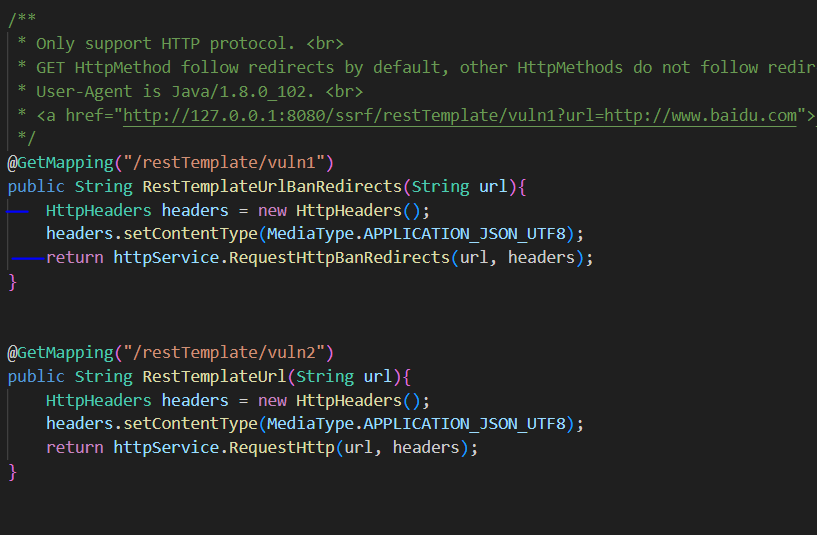 /**
* Only support HTTP protocol. <br>
* GET HttpMethod follow redirects by default, other HttpMethods do not follow redir
* User-Agent is Java/1.8.0_102. <br>
* <a href="http://127.0.0.1:8080/ssrf/restTemplate/vuln1?url=http://www.baidu.com">
*/
@GetMapping("/restTemplate/vuln1")
public String RestTemplateUrlBanRedirects(String url){
HttpHeaders headers = new HttpHeaders();
headers.setContentType(MediaType.APPLICATION_JSON_UTF8);
return httpService.RequestHttpBanRedirects(url, headers);
}
@GetMapping("/restTemplate/vuln2")
public String RestTemplateUrl(String url){
HttpHeaders headers = new HttpHeaders();
headers.setContentType(MediaType.APPLICATION_JSON_UTF8);
return httpService.RequestHttp(url, headers);
}